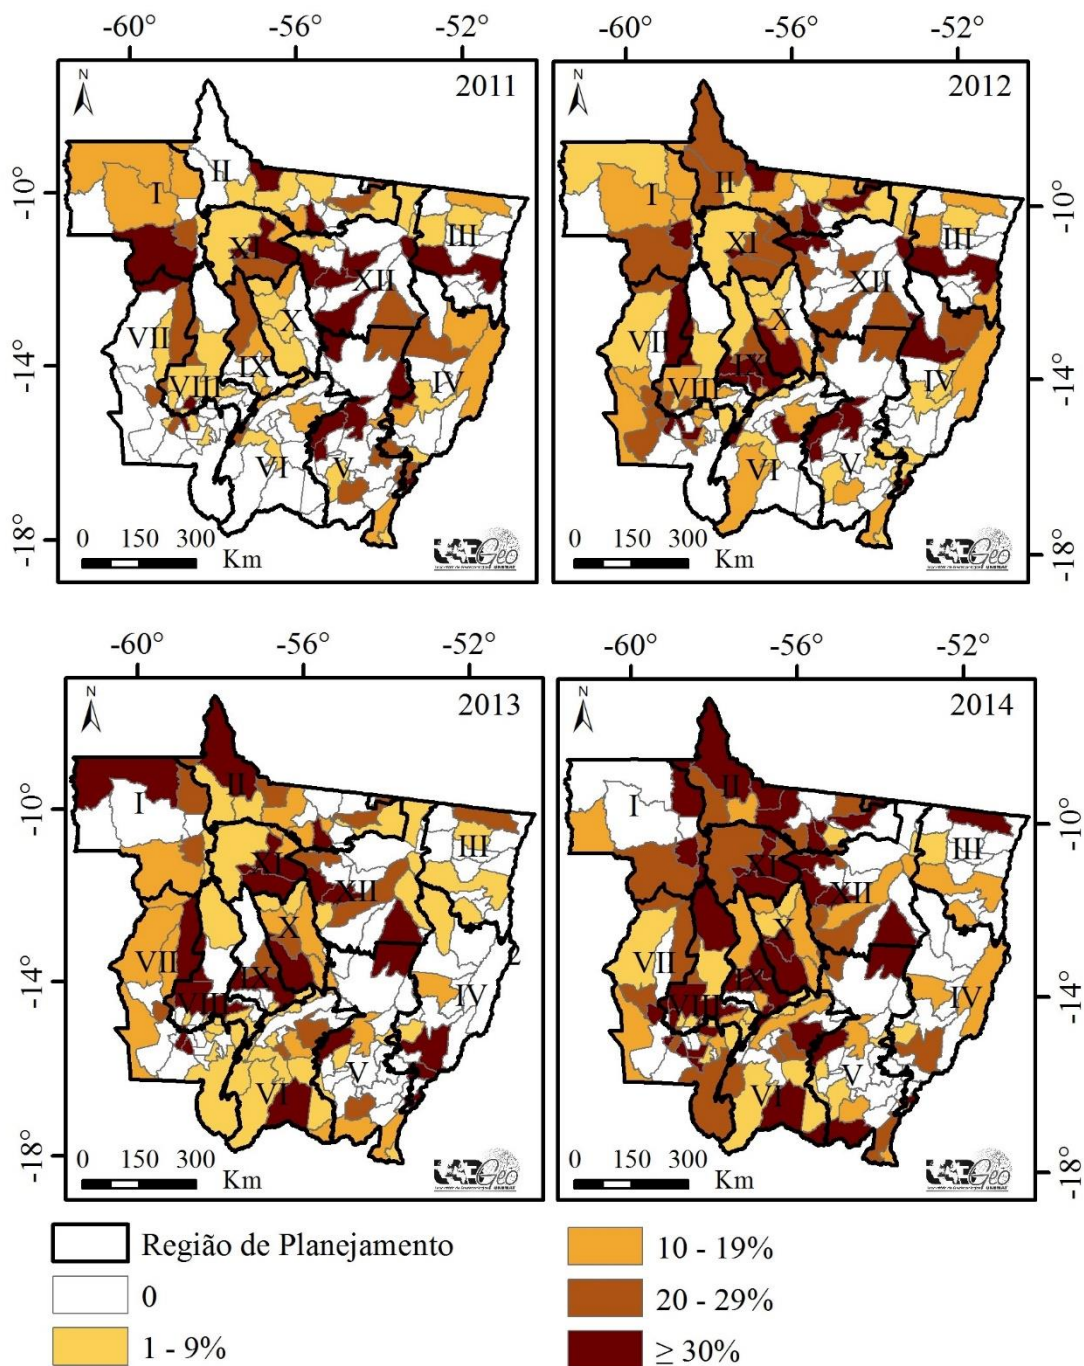 -60° -56° -52° -60° -56° -52°
N 2011 N 2012
-10° -14° -18°
I II III IV V VI VII VIII IX X XI XII
0 150 300
Km
Geo
I II III IV V VI VII VIII IX X XI XII
0 150 300
Km
Geo
-10° -14° -18°
-60° -56° -52° -60° -56° -52°
N 2013 N 2014
-10° -14° -18°
I II III IV V VI VII VIII IX X XI XII
0 150 300
Km
Geo
I II III IV V VI VII VIII IX X XI XII
0 150 300
Km
Geo
-10° -14° -18°
Região de Planejamento
0
1 - 9%
10 - 19%
20 - 29%
≥ 30%